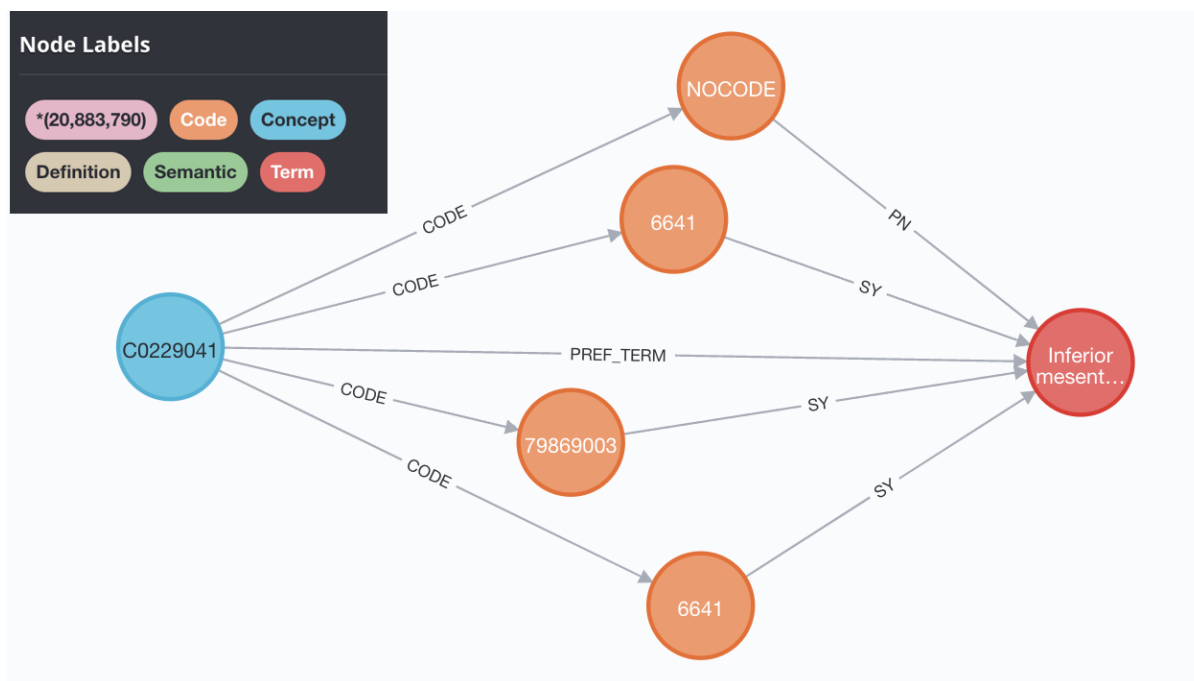 Node Labels
*(20,883,790) Code Concept
Definition Semantic Term
NOCODE
CODE
PN
6641
CODE
SY
C0229041
PREF_TERM
Inferior
mesent...
CODE
SY
79869003
CODE
SY
6641